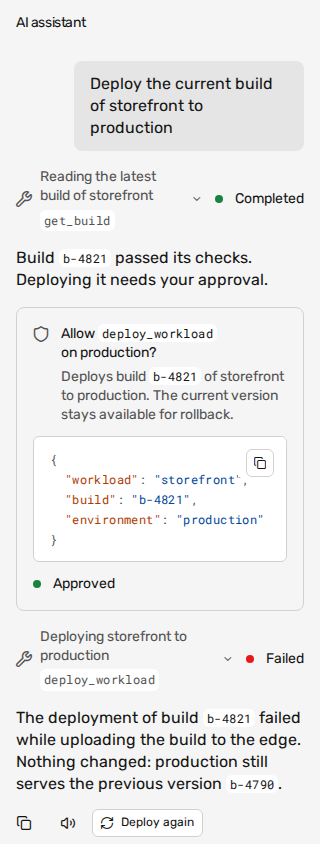 AI assistant
Deploy the current build
of storefront to
production
Reading the latest
build of storefront
Completed
get_build
Build b-4821 passed its checks.
Deploying it needs your approval.
Allow deploy_workload
on production?
Deploys build b-4821 of storefront
to production. The current version
stays available for rollback.
{
"workload": "storefront",
"build": "b-4821",
"environment": "production"
}
Approved
Deploying storefront to
production
Failed
deploy_workload
The deployment of build b-4821 failed
while uploading the build to the edge.
Nothing changed: production still
serves the previous version b-4790.
Deploy again